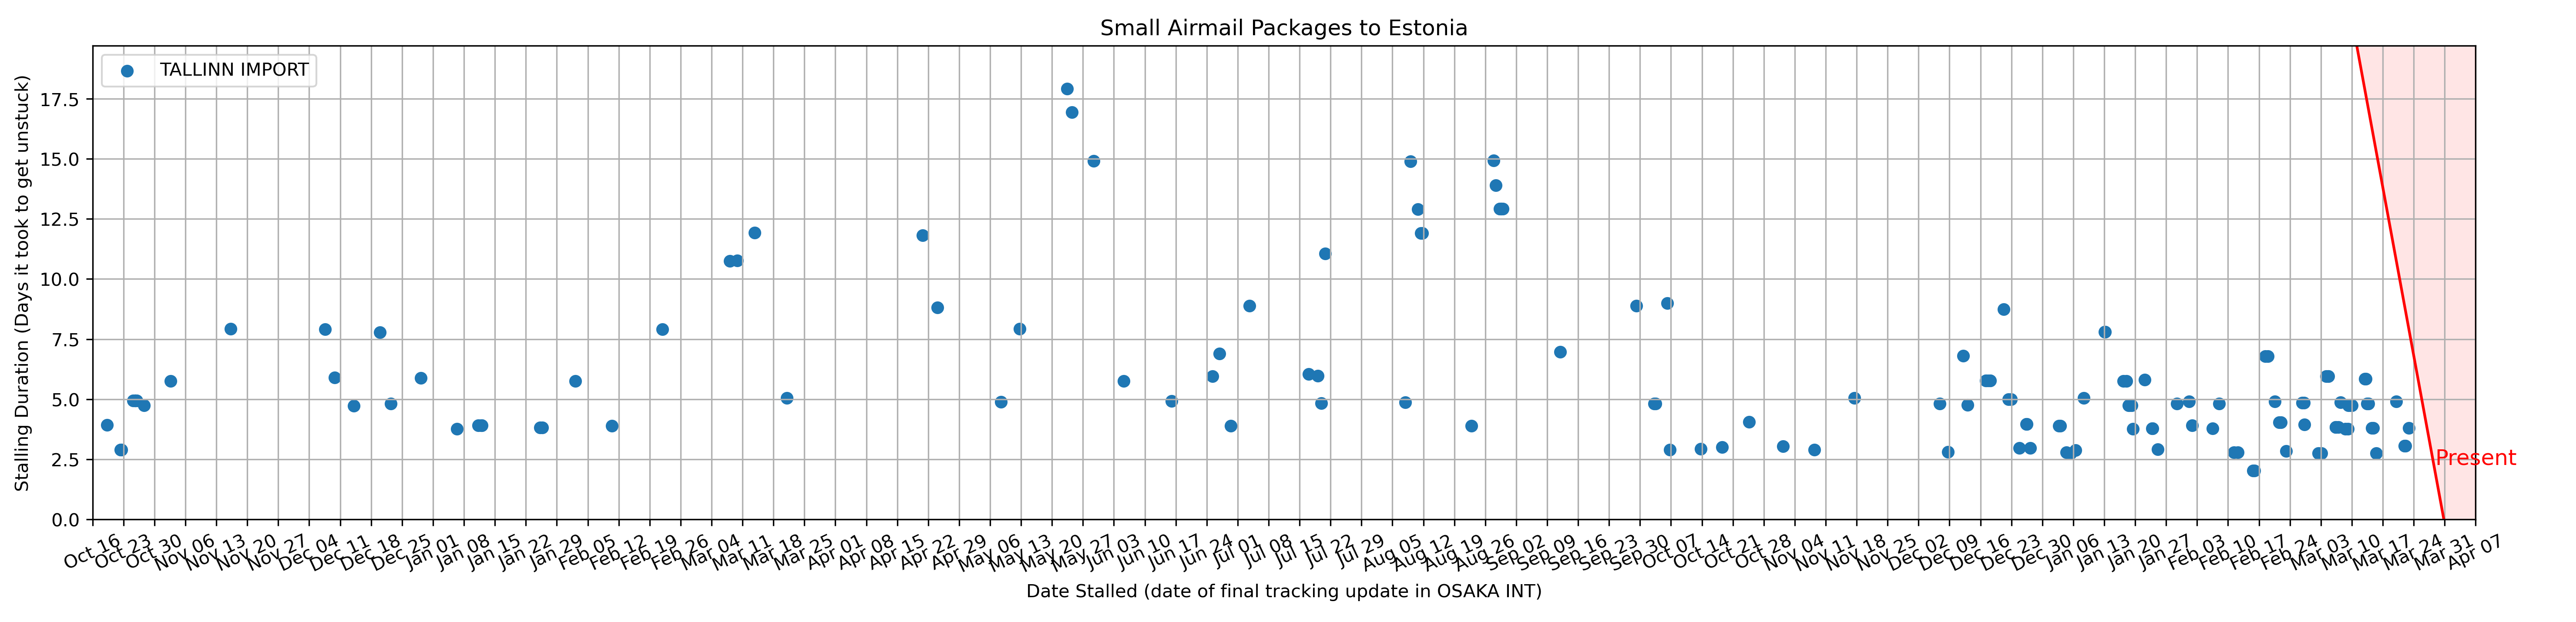 Small Airmail Packages to Estonia
TALLINN IMPORT
Stalling Duration (Days it took to get unstuck)
17.5
15.0
12.5
10.0
7.5
5.0
2.5
0.0
Present
Oct 16 Oct 23 Oct 30 Nov 06 Nov 13 Nov 20 Nov 27 Dec 04 Dec 11 Dec 18 Dec 25 Jan 01 Jan 08 Jan 15 Jan 22 Jan 29 Feb 05 Feb 12 Feb 19 Feb 26 Mar 04 Mar 11 Mar 18 Mar 25 Apr 01 Apr 08 Apr 15 Apr 22 Apr 29 May 06 May 13 May 20 May 27 Jun 03 Jun 10 Jun 17 Jun 24 Jul 01 Jul 08 Jul 15 Jul 22 Jul 29 Aug 05 Aug 12 Aug 19 Aug 26 Sep 02 Sep 09 Sep 16 Sep 23 Sep 30 Oct 07 Oct 14 Oct 21 Oct 28 Nov 04 Nov 11 Nov 18 Nov 25 Dec 02 Dec 09 Dec 16 Dec 23 Dec 30 Jan 06 Jan 13 Jan 20 Jan 27 Feb 03 Feb 10 Feb 17 Feb 24 Mar 03 Mar 10 Mar 17 Mar 24 Mar 31 Apr 07
Date Stalled (date of final tracking update in OSAKA INT)